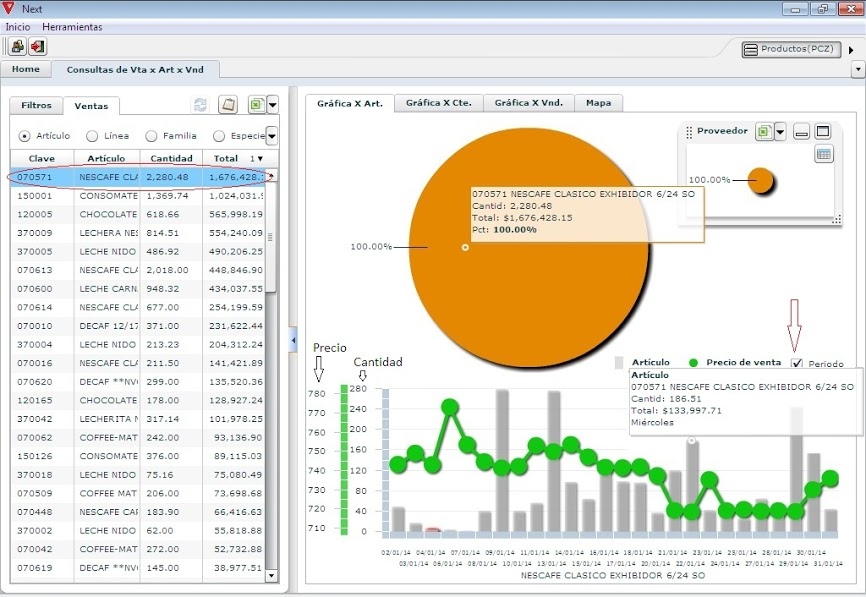 Next
Inicio Herramientas
Productos(PCZ)
Home Consultas de Vta x Art x Vnd
Filtros Ventas
Artículo Línea Familia Especie
Clave Artículo Cantidad Total 1
070571 NESCAFE CLA 2,280.48 1,676,428.
150001 CONSOMATE 1,369.74 1,024,031.
120005 CHOCOLATE 618.66 565,998.19
370009 LECHERA NES 814.51 554,240.09
370005 LECHE NIDO 486.92 490,206.25
070613 NESCAFE CLA 2,018.00 448,846.90
070600 LECHE CARN 948.32 434,037.55
070614 NESCAFE CLA 677.00 254,199.59
070010 DECAF 12/17 371.00 231,622.44
370004 LECHE NIDO 213.23 204,312.24
070016 NESCAFE CLA 211.50 141,421.89
070620 DECAF **NV 299.00 135,520.36
120165 CHOCOLATE 178.00 128,927.24
370042 LECHERITA N 317.14 101,978.25
070062 COFFEE-MAT 242.00 93,136.90
150126 CONSOMATE 376.00 89,115.03
370018 LECHE NIDO 75.16 75,080.49
070509 COFFEE MAT 206.00 73,698.68
070448 NESCAFE CAF 183.90 66,416.63
370002 LECHE NIDO 62.00 55,818.88
070042 COFFEE-MAT 272.00 52,732.88
070619 DECAF **NV 145.00 38,977.51
Gráfica X Art. Gráfica X Cte. Gráfica X Vnd. Mapa
Proveedor
100.00%
100.00%
070571 NESCAFE CLASICO EXHIBIDOR 6/24 SO
Cantid: 2,280.48
Total: $1,676,428.15
Pct: 100.00%
Artículo Precio de venta Periodo
Artículo
070571 NESCAFE CLASICO EXHIBIDOR 6/24 SO
Cantid: 186.51
Total: $133,997.71
Miércoles
Precio
Cantidad
780
770
760
750
740
730
720
710
280
240
200
160
120
80
40
0
02/01/14 04/01/14 07/01/14 09/01/14 11/01/14 14/01/14 16/01/14 18/01/14 21/01/14 23/01/14 25/01/14 28/01/14 30/01/14
03/01/14 06/01/14 08/01/14 10/01/14 13/01/14 15/01/14 17/01/14 20/01/14 22/01/14 24/01/14 27/01/14 29/01/14 31/01/14
NESCAFE CLASICO EXHIBIDOR 6/24 SO